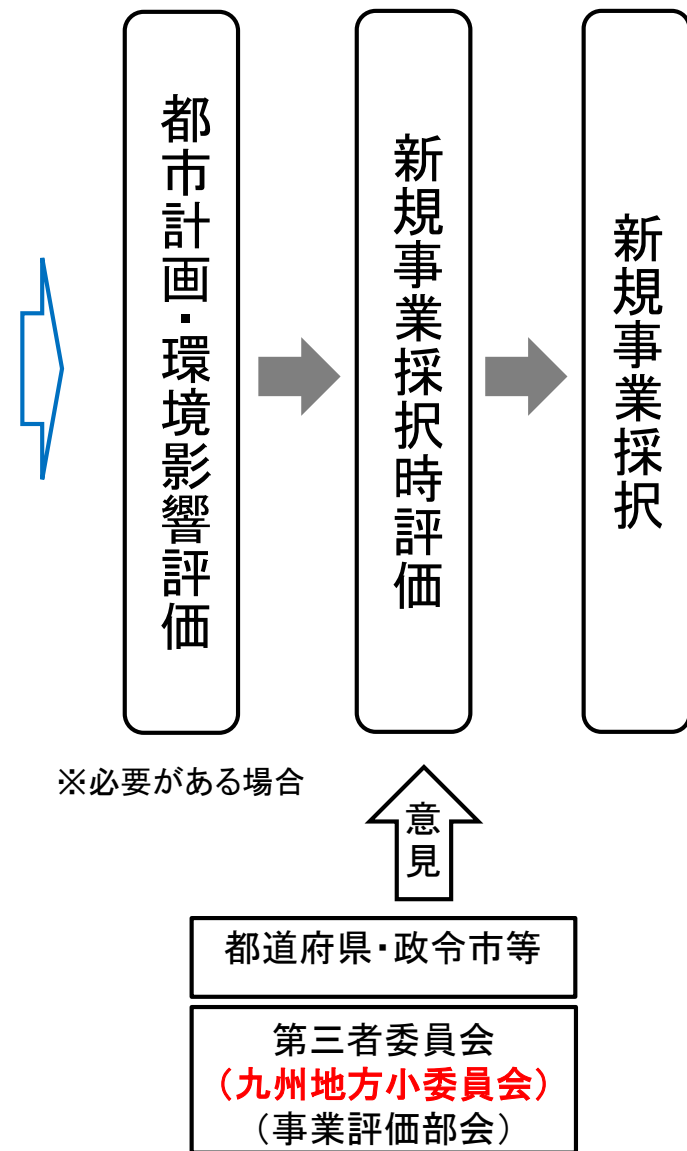 都市計画・環境影響評価
新規事業採択時評価
新規事業採択
※必要がある場合
意見
都道府県・政令市等
第三者委員会
（九州地方小委員会）
（事業評価部会）